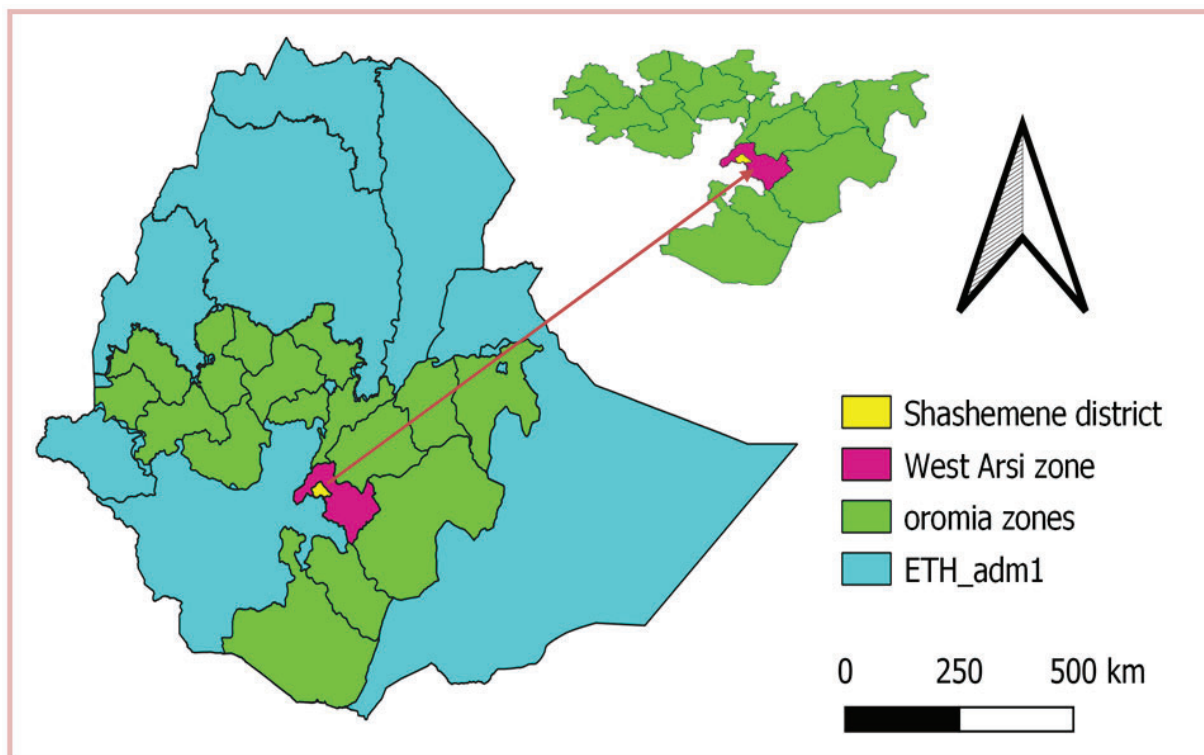 Shashemene district
West Arsi zone
oromia zones
ETH_adm1
0 250 500 km